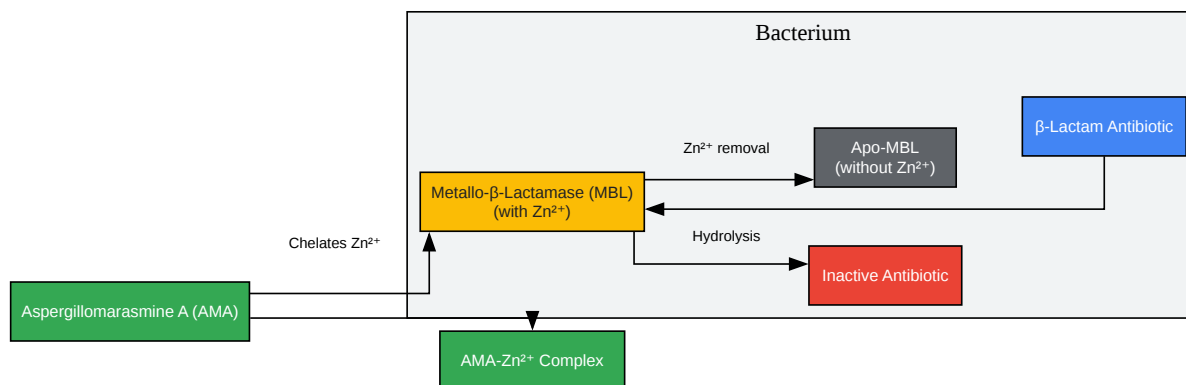 Bacterium
β-Lactam Antibiotic
Zn²⁺ removal
Apo-MBL
(without Zn²⁺)
Metallo-β-Lactamase (MBL)
(with Zn²⁺)
Chelates Zn²⁺
Hydrolysis
Inactive Antibiotic
Aspergillomarasmine A (AMA)
AMA-Zn²⁺ Complex